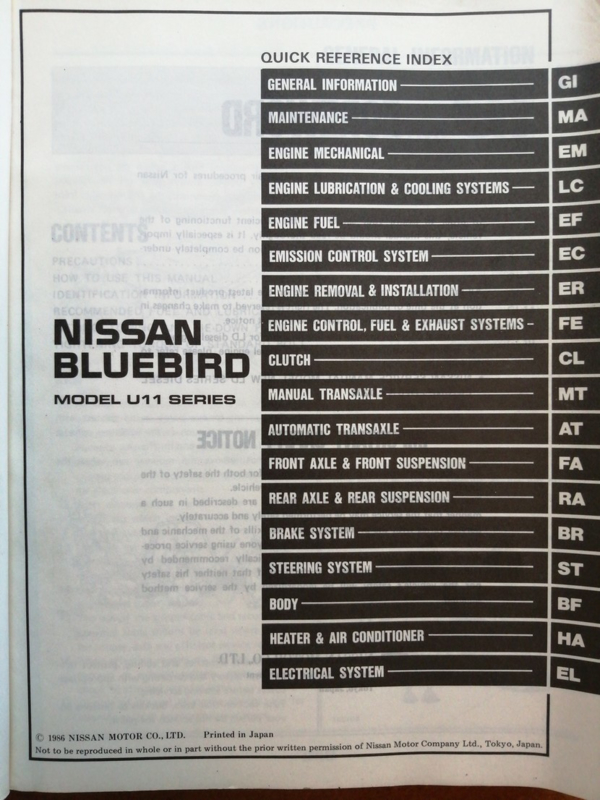 QUICK REFERENCE INDEX
GENERAL INFORMATION GI
MAINTENANCE MA
ENGINE MECHANICAL EM
ENGINE LUBRICATION & COOLING SYSTEMS LC
ENGINE FUEL EF
EMISSION CONTROL SYSTEM EC
ENGINE REMOVAL & INSTALLATION ER
ENGINE CONTROL, FUEL & EXHAUST SYSTEMS FE
CLUTCH CL
MANUAL TRANSAXLE MT
AUTOMATIC TRANSAXLE AT
FRONT AXLE & FRONT SUSPENSION FA
REAR AXLE & REAR SUSPENSION RA
BRAKE SYSTEM BR
STEERING SYSTEM ST
BODY BF
HEATER & AIR CONDITIONER HA
ELECTRICAL SYSTEM EL
NISSAN
BLUEBIRD
MODEL U11 SERIES
© 1986 NISSAN MOTOR CO., LTD. Printed in Japan
Not to be reproduced in whole or in part without the prior written permission of Nissan Motor Company Ltd., Tokyo, Japan.